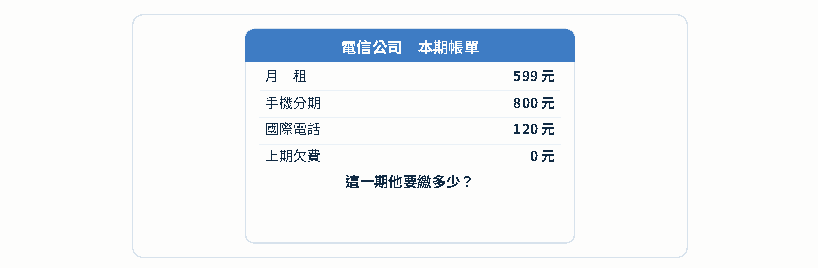 電信公司　本期帳單
月　租　599 元
手機分期　800 元
國際電話　120 元
上期欠費　0 元
這一期他要繳多少？